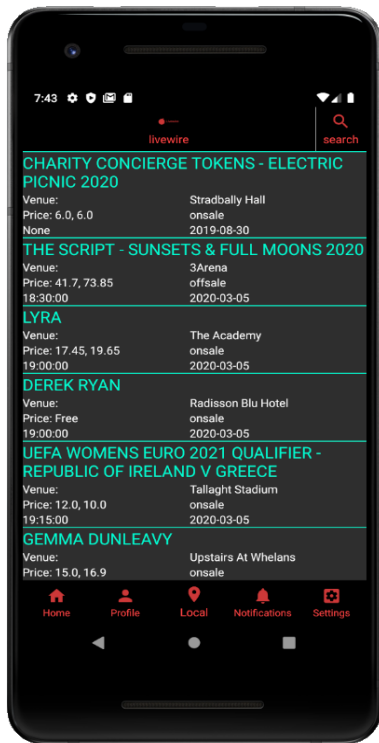 7:43
livewire
search
CHARITY CONCIERGE TOKENS - ELECTRIC
PICNIC 2020
Venue: Stradbally Hall
Price: 6.0, 6.0 onsale
None 2019-08-30
THE SCRIPT - SUNSETS & FULL MOONS 2020
Venue: 3Arena
Price: 41.7, 73.85 offsale
18:30:00 2020-03-05
LYRA
Venue: The Academy
Price: 17.45, 19.65 onsale
19:00:00 2020-03-05
DEREK RYAN
Venue: Radisson Blu Hotel
Price: Free onsale
19:00:00 2020-03-05
UEFA WOMENS EURO 2021 QUALIFIER -
REPUBLIC OF IRELAND V GREECE
Venue: Tallaght Stadium
Price: 12.0, 10.0 onsale
19:15:00 2020-03-05
GEMMA DUNLEAVY
Venue: Upstairs At Whelans
Price: 15.0, 16.9 onsale
Home Profile Local Notifications Settings